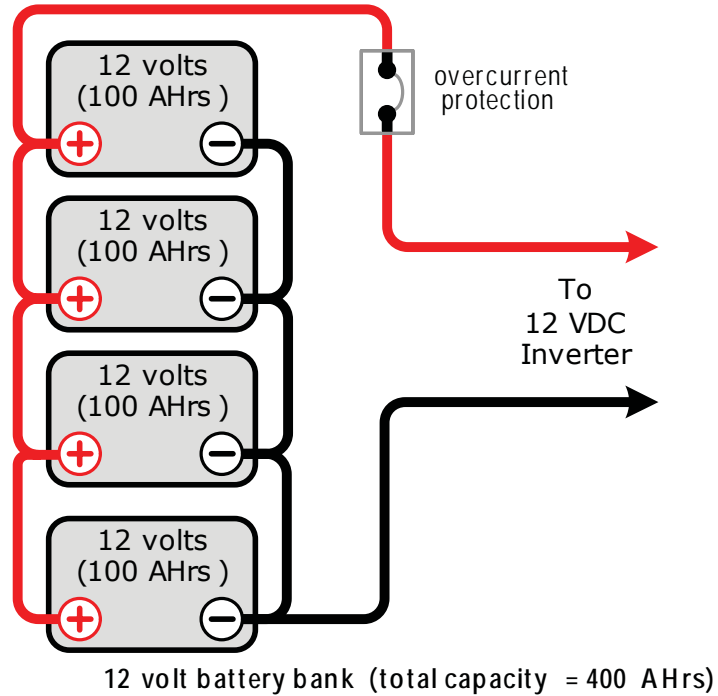 12 volts
(100 AHrs )
overcurrent
protection
+ −
12 volts
(100 AHrs )
+ −
To
12 VDC
Inverter
12 volts
(100 AHrs )
+ −
12 volts
(100 AHrs )
+ −
12 volt battery bank (total capacity = 400 AHrs)